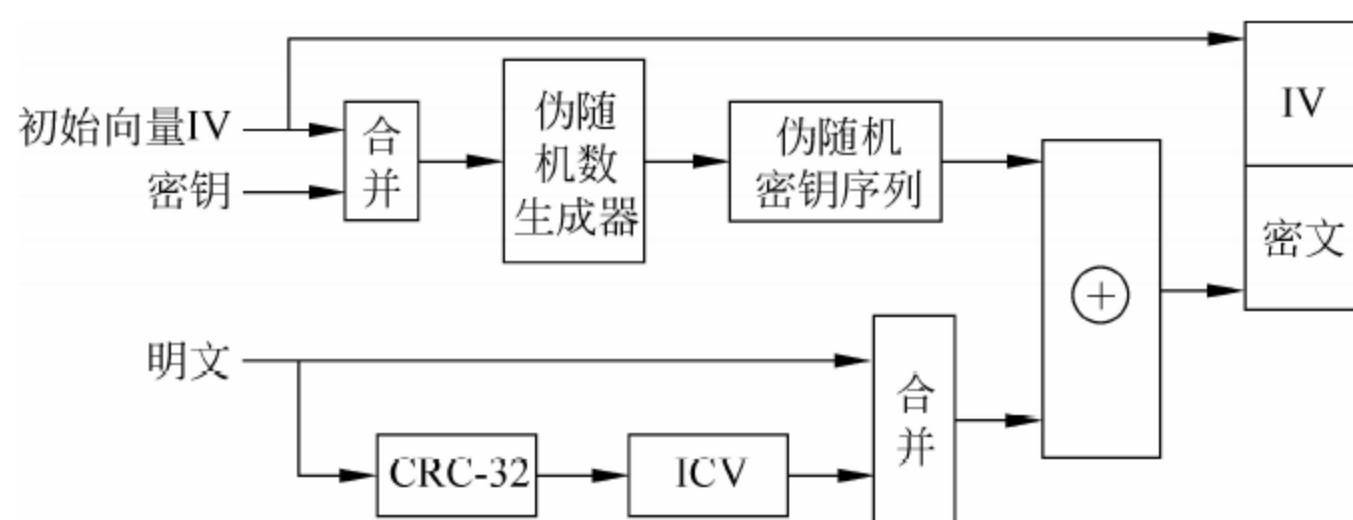 初始向量IV
密钥
合
并
伪随
机数
生成器
伪随机
密钥序列
IV
密文
+
明文
CRC-32
ICV
合
并